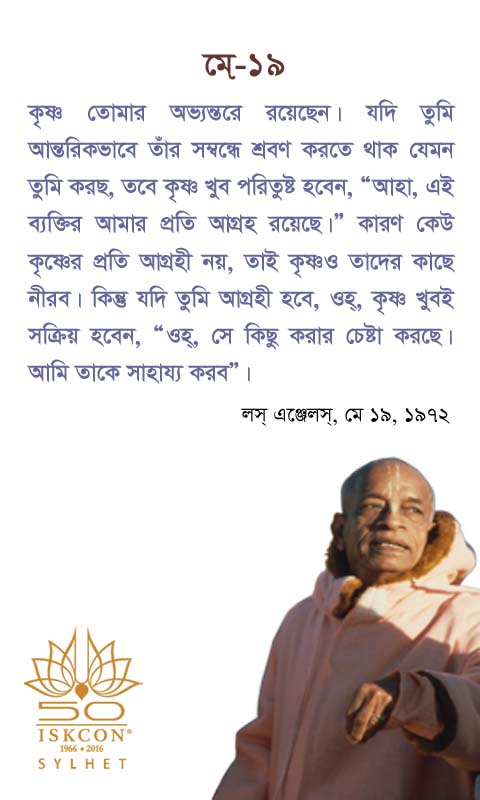 মে-১৯
কৃষ্ণ তোমার অভ্যন্তরে রয়েছেন। যদি তুমি
আন্তরিকভাবে তাঁর সম্বন্ধে শ্রবণ করতে থাক যেমন
তুমি করছ, তবে কৃষ্ণ খুব পরিতুষ্ট হবেন, “আহা, এই
ব্যক্তির আমার প্রতি আগ্রহ রয়েছে।” কারণ কেউ
কৃষ্ণের প্রতি আগ্রহী নয়, তাই কৃষ্ণও তাদের কাছে
নীরব। কিন্তু যদি তুমি আগ্রহী হবে, ওহ্, কৃষ্ণ খুবই
সক্রিয় হবেন, “ওহ্, সে কিছু করার চেষ্টা করছে।
আমি তাকে সাহায্য করব”।
লস্ এঞ্জেলস্, মে ১৯, ১৯৭২
50
ISKCON®
1966 • 2016
SYLHET